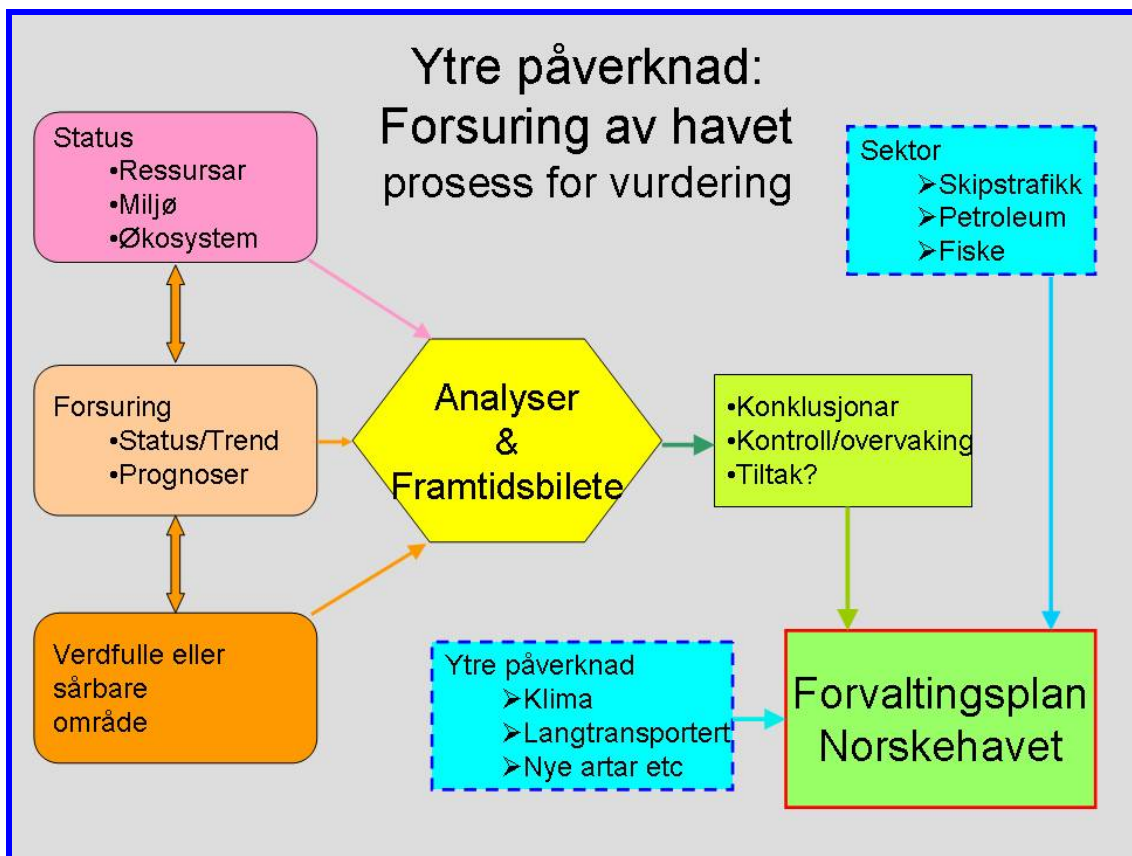 Ytre påverknad:
Forsuring av havet
prosess for vurdering
Status
•Ressursar
•Miljø
•Økosystem
Sektor
➢Skipstrafikk
➢Petroleum
➢Fiske
Forsuring
•Status/Trend
•Prognoser
Analyser
&
Framtidsbilete
•Konklusjonar
•Kontroll/overvaking
•Tiltak?
Verdfulle eller
sårbare
område
Ytre påverknad
➢Klima
➢Langtransportert
➢Nye artar etc
Forvaltingsplan
Norskehavet